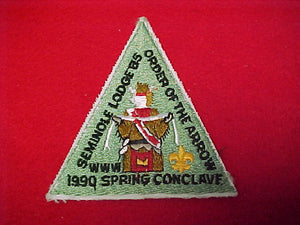 SEMINOLE LODGE 85
ORDER OF THE ARROW
WWW
1990 SPRING CONCLAVE